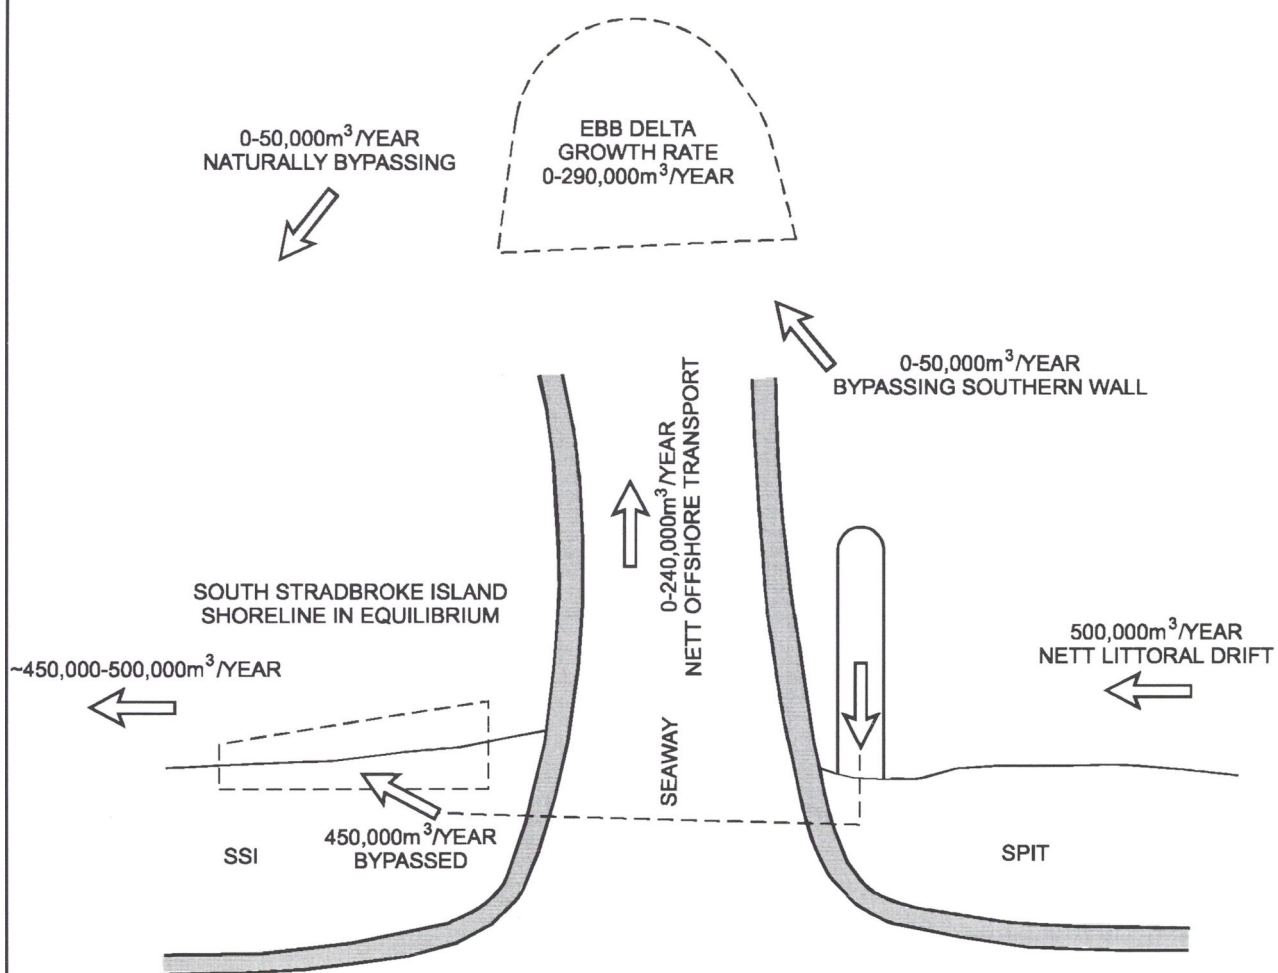 0-50,000m³/YEAR
NATURALLY BYPASSING
EBB DELTA
GROWTH RATE
0-290,000m³/YEAR
0-50,000m³/YEAR
BYPASSING SOUTHERN WALL
0-240,000m³/YEAR
NETT OFFSHORE TRANSPORT
SOUTH STRADBROKE ISLAND
SHORELINE IN EQUILIBRIUM
~450,000-500,000m³/YEAR
500,000m³/YEAR
NETT LITTORAL DRIFT
SEAWAY
450,000m³/YEAR
BYPASSED
SSI
SPIT